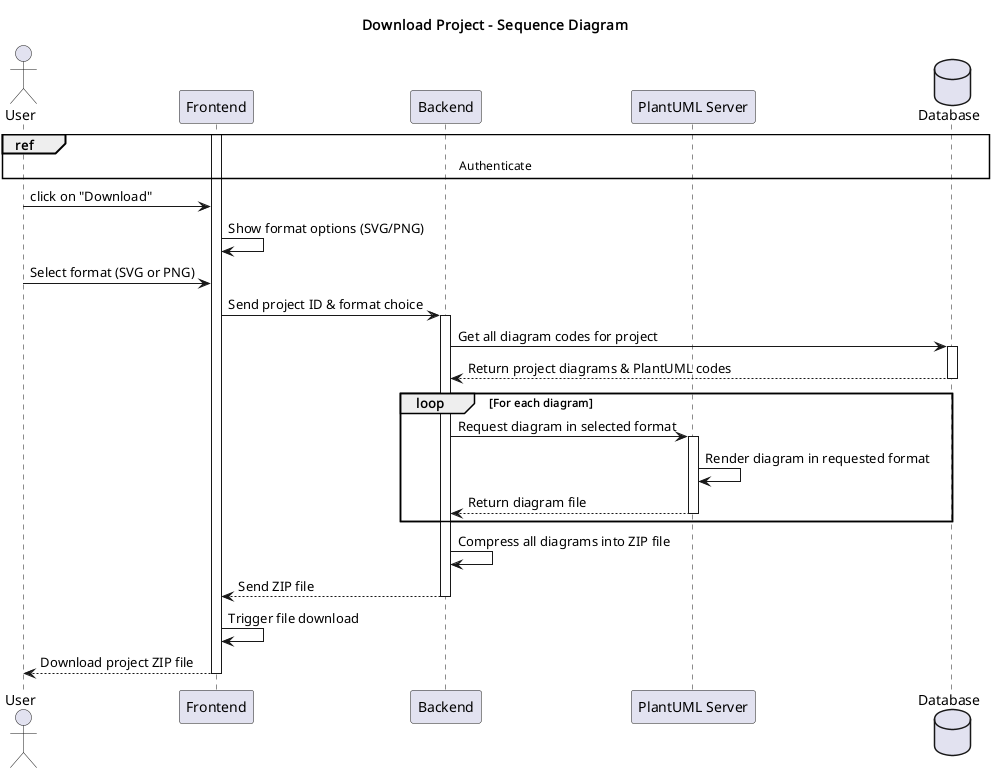 Download Project - Sequence Diagram
User
Frontend
Backend
PlantUML Server
Database
ref
Authenticate
click on "Download"
Show format options (SVG/PNG)
Select format (SVG or PNG)
Send project ID & format choice
Get all diagram codes for project
Return project diagrams & PlantUML codes
loop [For each diagram]
Request diagram in selected format
Render diagram in requested format
Return diagram file
Compress all diagrams into ZIP file
Send ZIP file
Trigger file download
Download project ZIP file
User
Frontend
Backend
PlantUML Server
Database